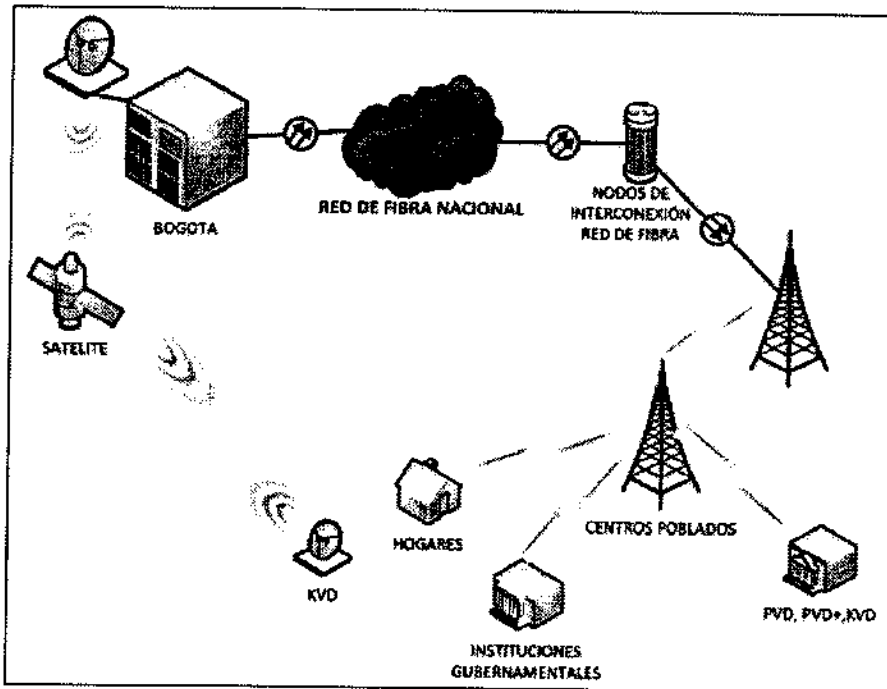 BOGOTA
RED DE FIBRA NACIONAL
NODOS DE
INTERCONEXIÓN
RED DE FIBRA
SATELITE
HOGARES
CENTROS POBLADOS
KVD
INSTITUCIONES
GUBERNAMENTALES
PVD, PVD+,KVD